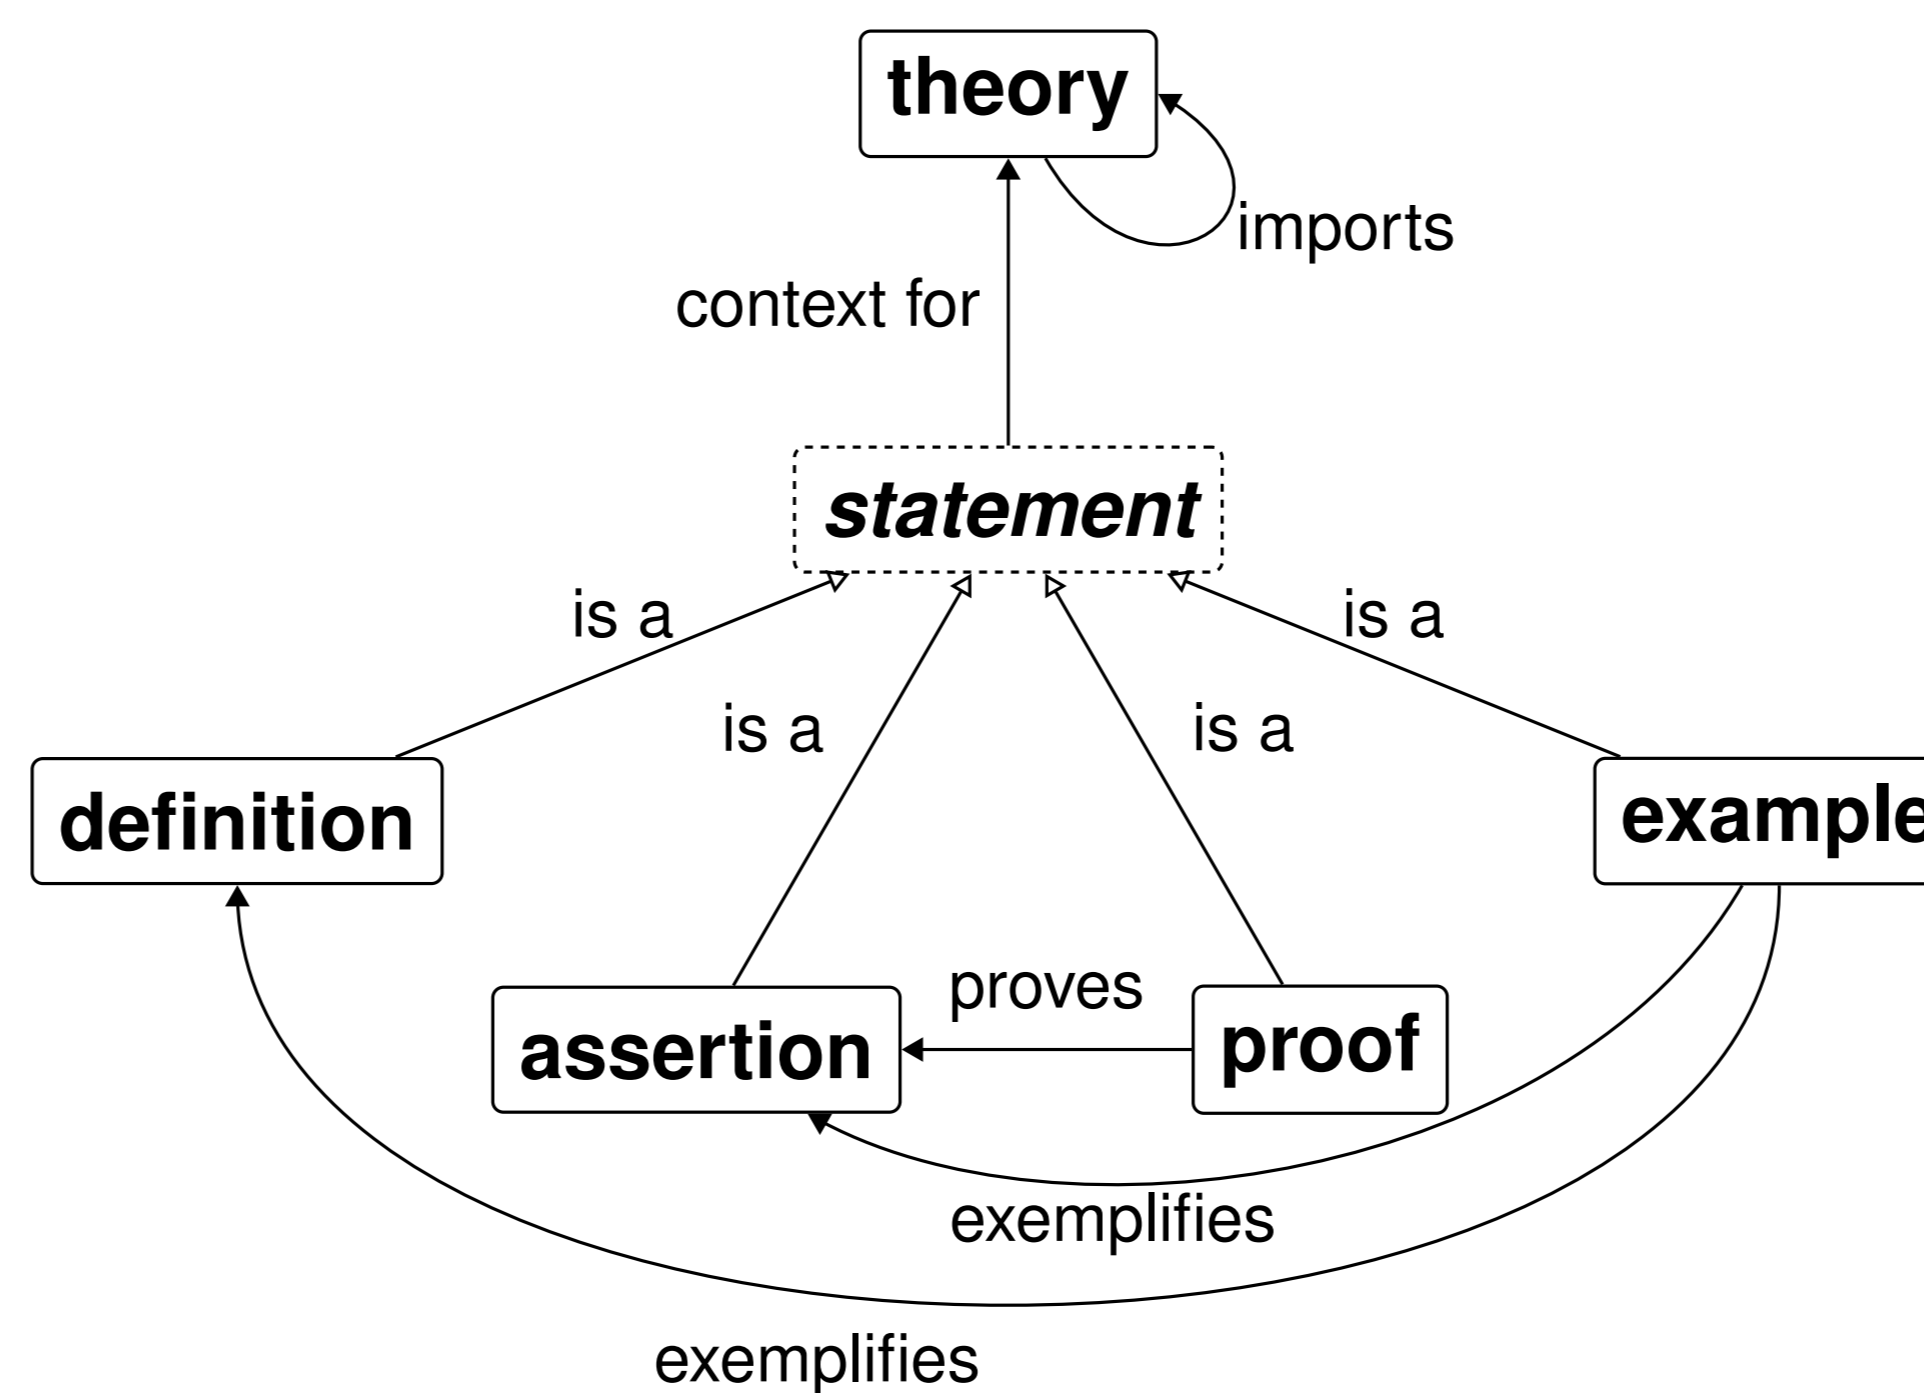 theory
imports
context for
statement
is a
is a
is a
is a
definition
example
proves
assertion
proof
exemplifies
exemplifies